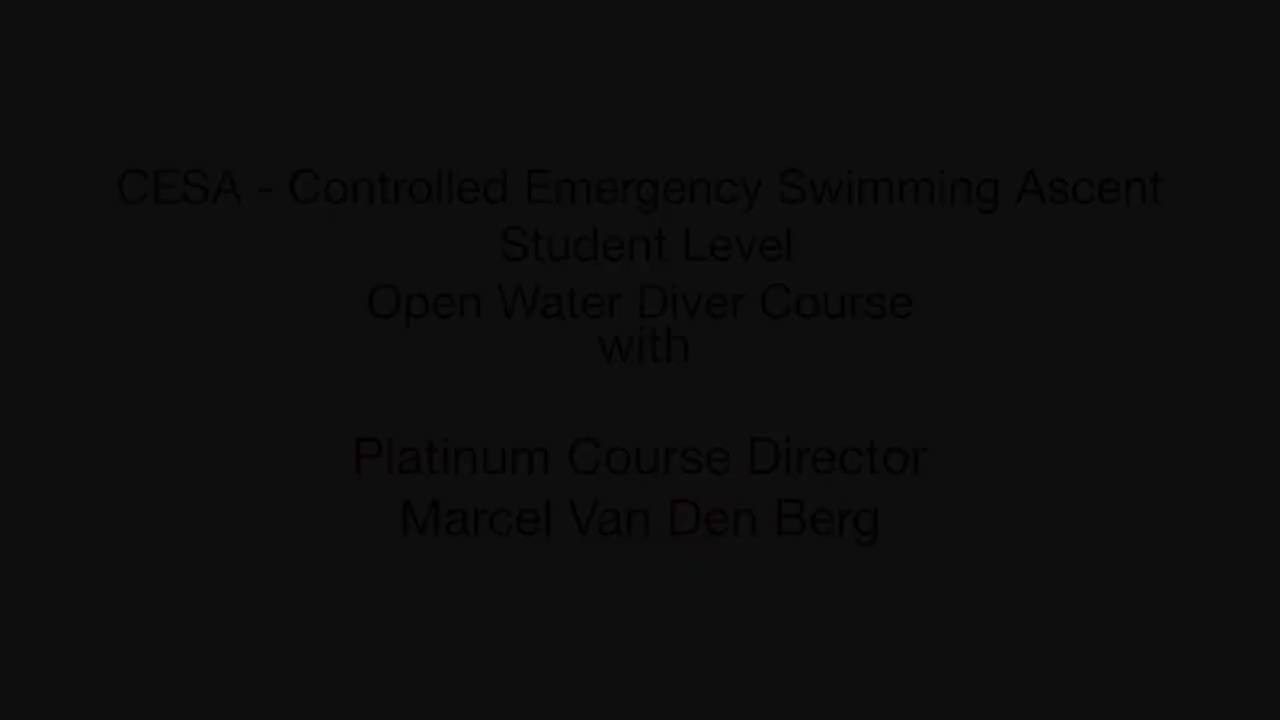 CESA - Controlled Emergency Swimming Ascent
Student Level
Open Water Diver Course
with
Platinum Course Director
Marcel Van Den Berg